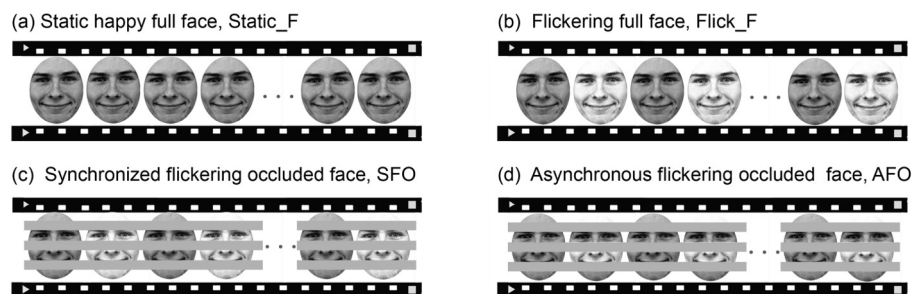 (a) Static happy full face, Static_F
(b) Flickering full face, Flick_F
(c) Synchronized flickering occluded face, SFO
(d) Asynchronous flickering occluded face, AFO